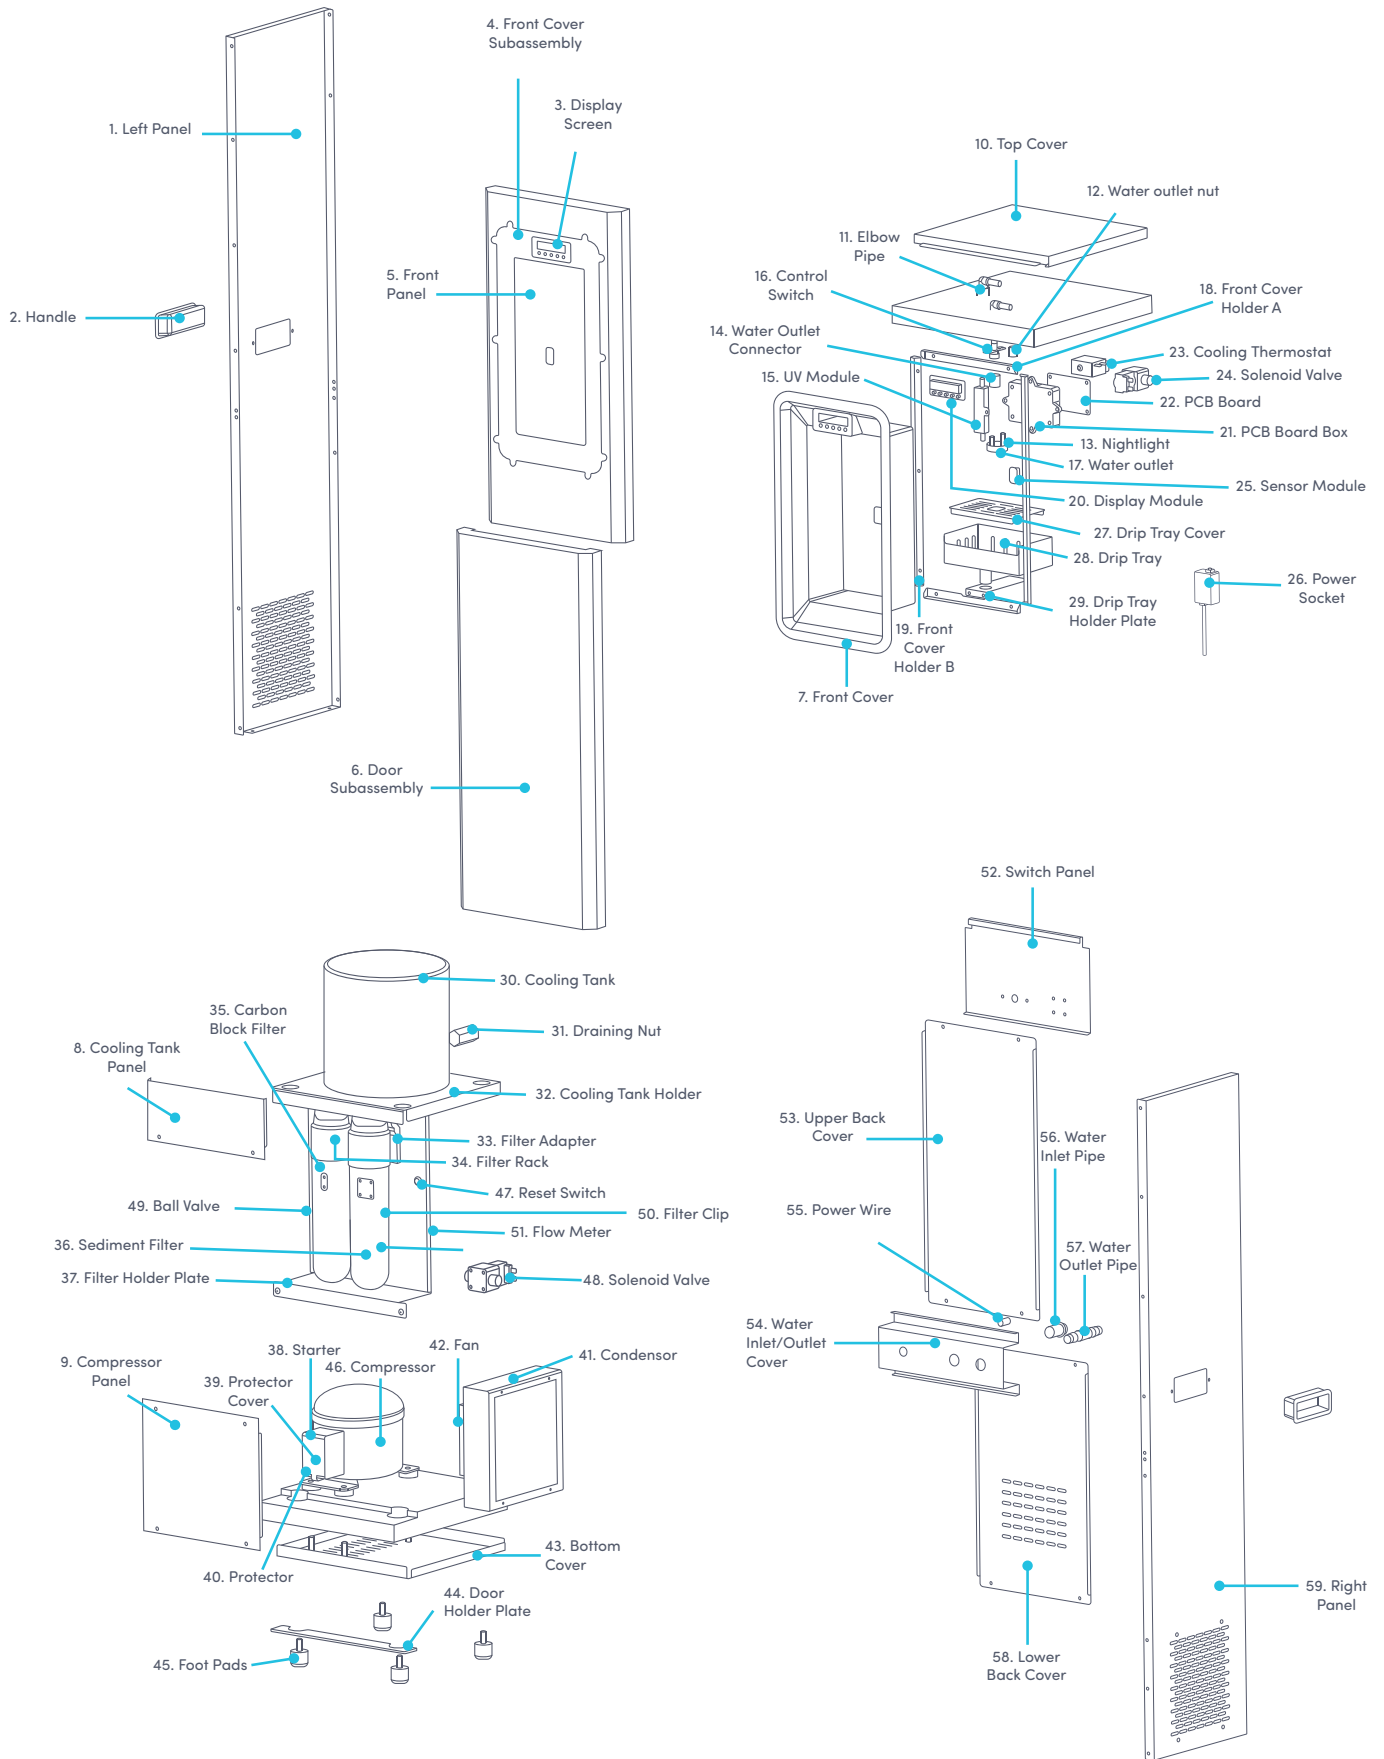 4. Front Cover
Subassembly
3. Display
Screen
1. Left Panel
5. Front
Panel
2. Handle
6. Door
Subassembly
10. Top Cover
12. Water outlet nut
11. Elbow
Pipe
16. Control
Switch
18. Front Cover
Holder A
14. Water Outlet
Connector
23. Cooling Thermostat
15. UV Module
24. Solenoid Valve
22. PCB Board
21. PCB Board Box
13. Nightlight
17. Water outlet
25. Sensor Module
20. Display Module
27. Drip Tray Cover
28. Drip Tray
26. Power
Socket
29. Drip Tray
Holder Plate
19. Front
Cover
Holder B
7. Front Cover
30. Cooling Tank
35. Carbon
Block Filter
31. Draining Nut
8. Cooling Tank
Panel
32. Cooling Tank Holder
33. Filter Adapter
34. Filter Rack
47. Reset Switch
49. Ball Valve
50. Filter Clip
51. Flow Meter
36. Sediment Filter
37. Filter Holder Plate
48. Solenoid Valve
38. Starter
42. Fan
46. Compressor
41. Condensor
9. Compressor
Panel
39. Protector
Cover
43. Bottom
Cover
40. Protector
44. Door
Holder Plate
45. Foot Pads
52. Switch Panel
53. Upper Back
Cover
56. Water
Inlet Pipe
55. Power Wire
57. Water
Outlet Pipe
54. Water
Inlet/Outlet
Cover
59. Right
Panel
58. Lower
Back Cover